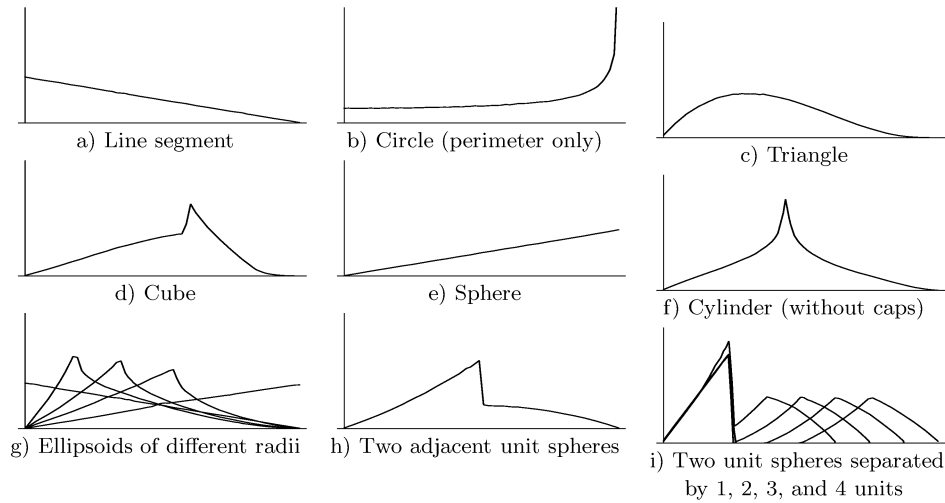 a) Line segment
b) Circle (perimeter only)
c) Triangle
d) Cube
e) Sphere
f) Cylinder (without caps)
g) Ellipsoids of different radii
h) Two adjacent unit spheres
i) Two unit spheres separated
by 1, 2, 3, and 4 units